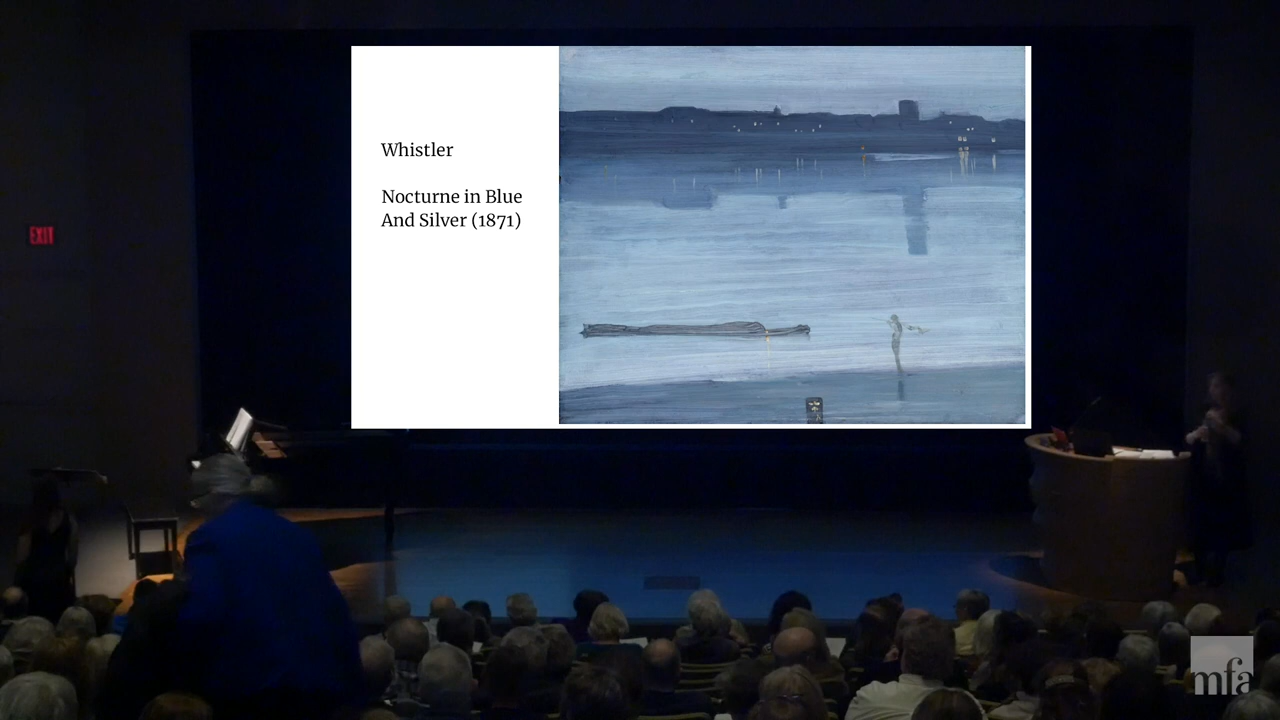 Whistler
Nocturne in Blue
And Silver (1871)
EXIT
mfa